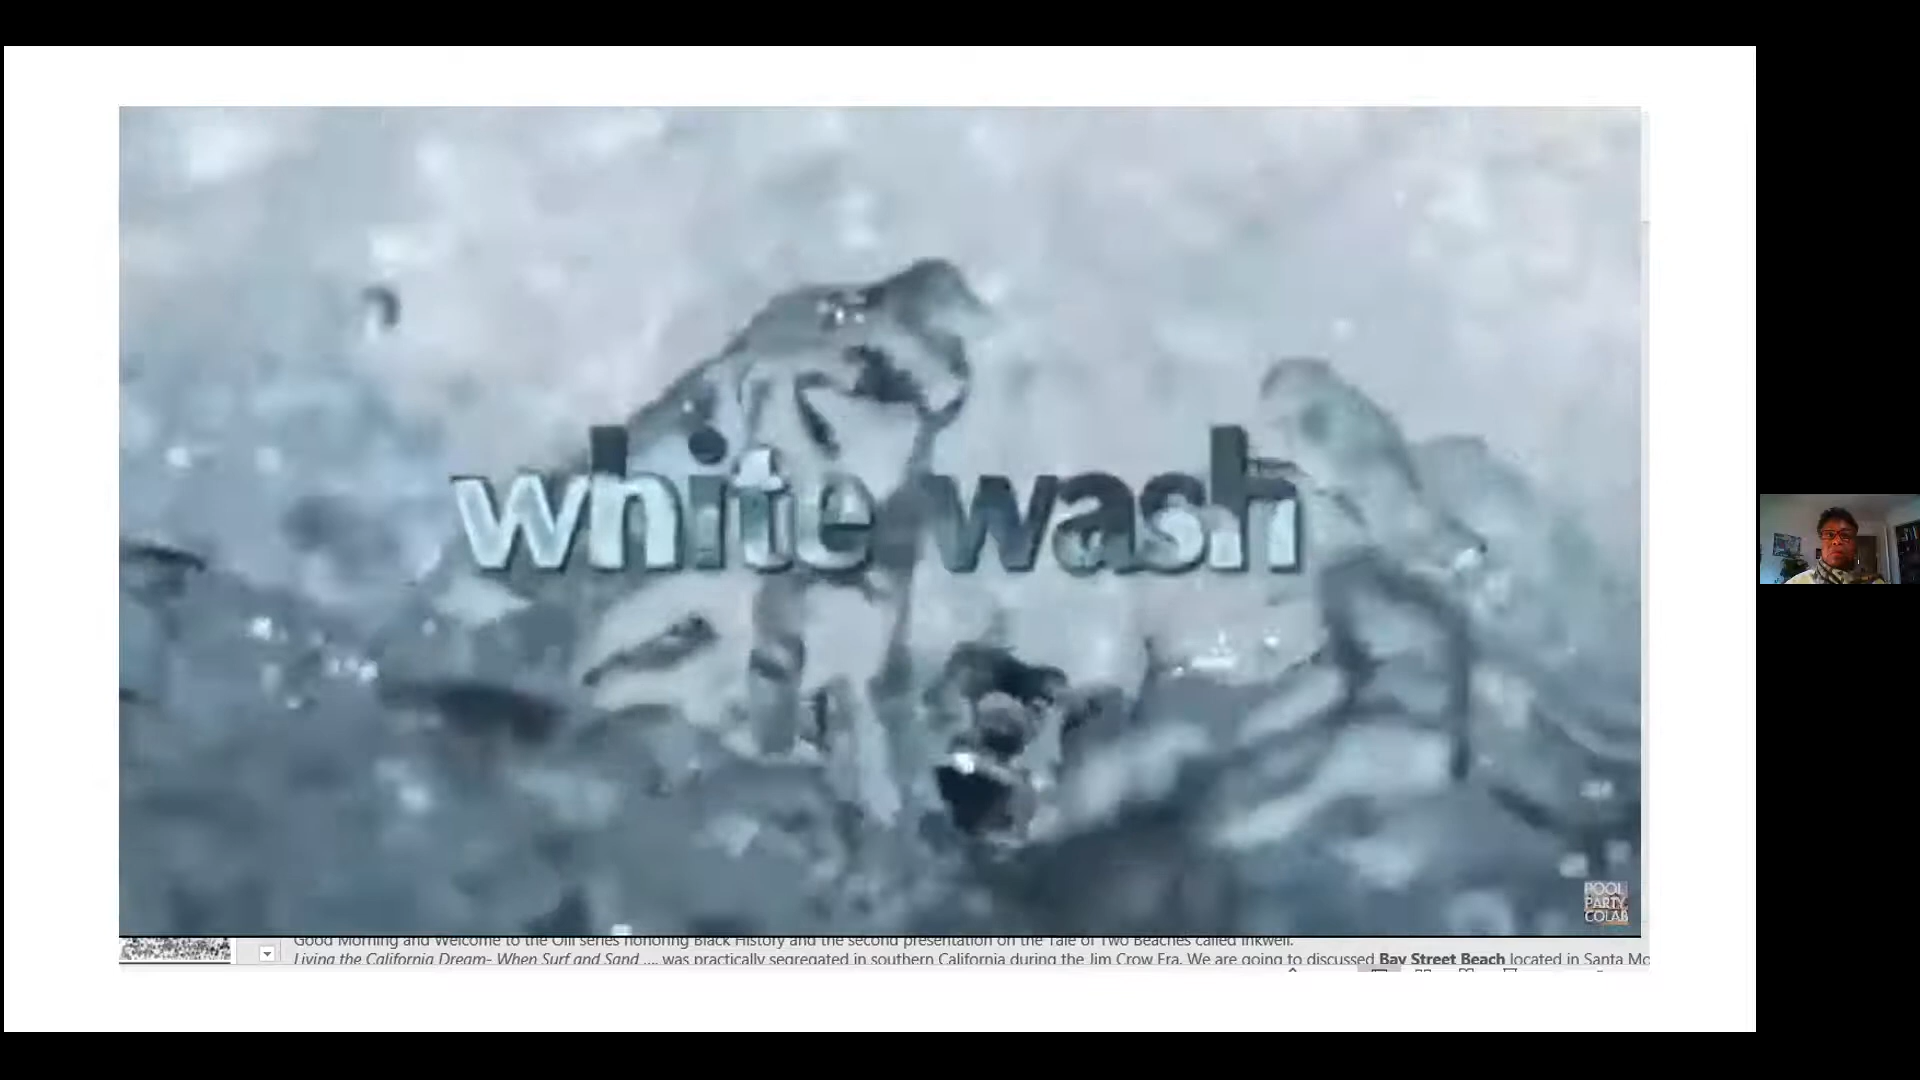 white wash
POOL
PARTY
COLAB
Good Morning and Welcome to the Olli series honoring Black History and the second presentation on the Tale of Two Beaches called Inkwell.
Living the California Dream- When Surf and Sand .... was practically segregated in southern California during the Jim Crow Era. We are going to discussed Bay Street Beach located in Santa Mo